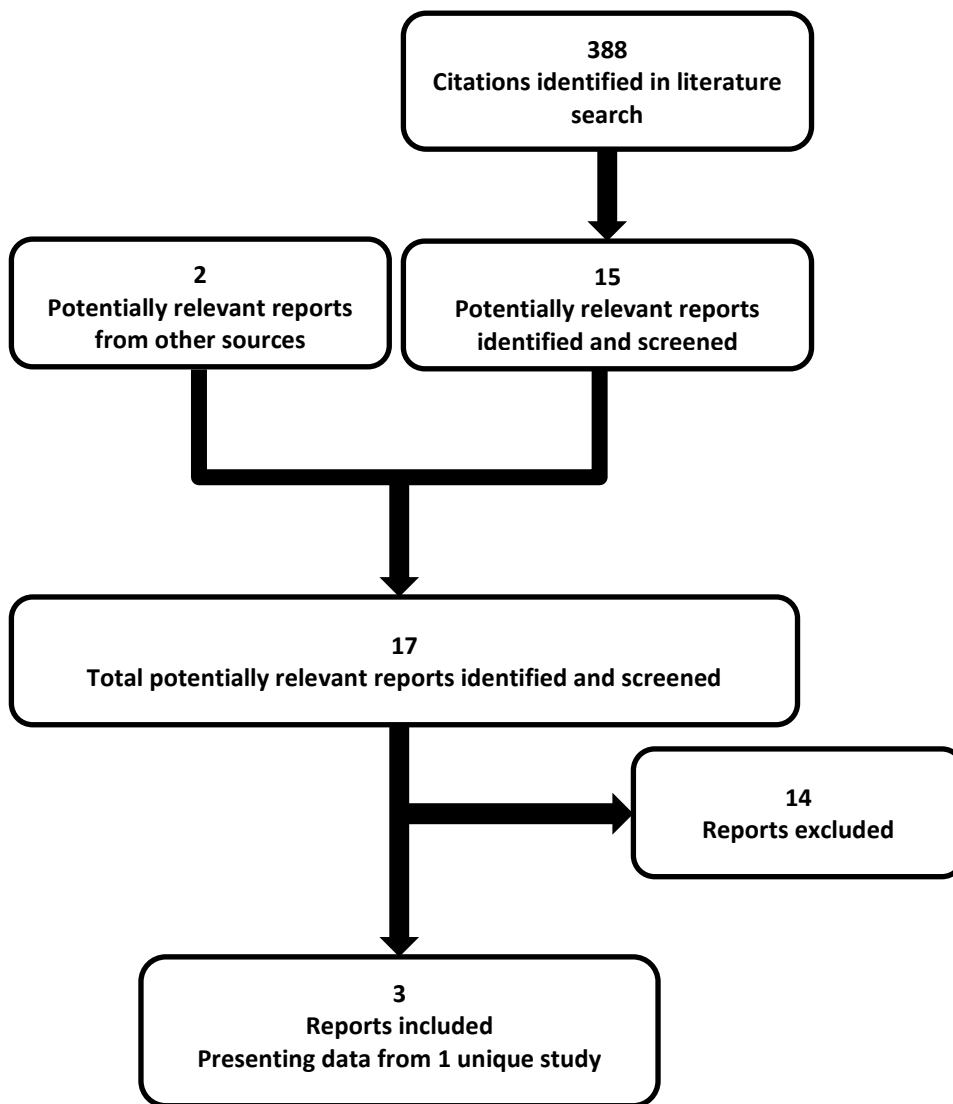 388
Citations identified in literature
search
2
Potentially relevant reports
from other sources
15
Potentially relevant reports
identified and screened
17
Total potentially relevant reports identified and screened
14
Reports excluded
3
Reports included
Presenting data from 1 unique study